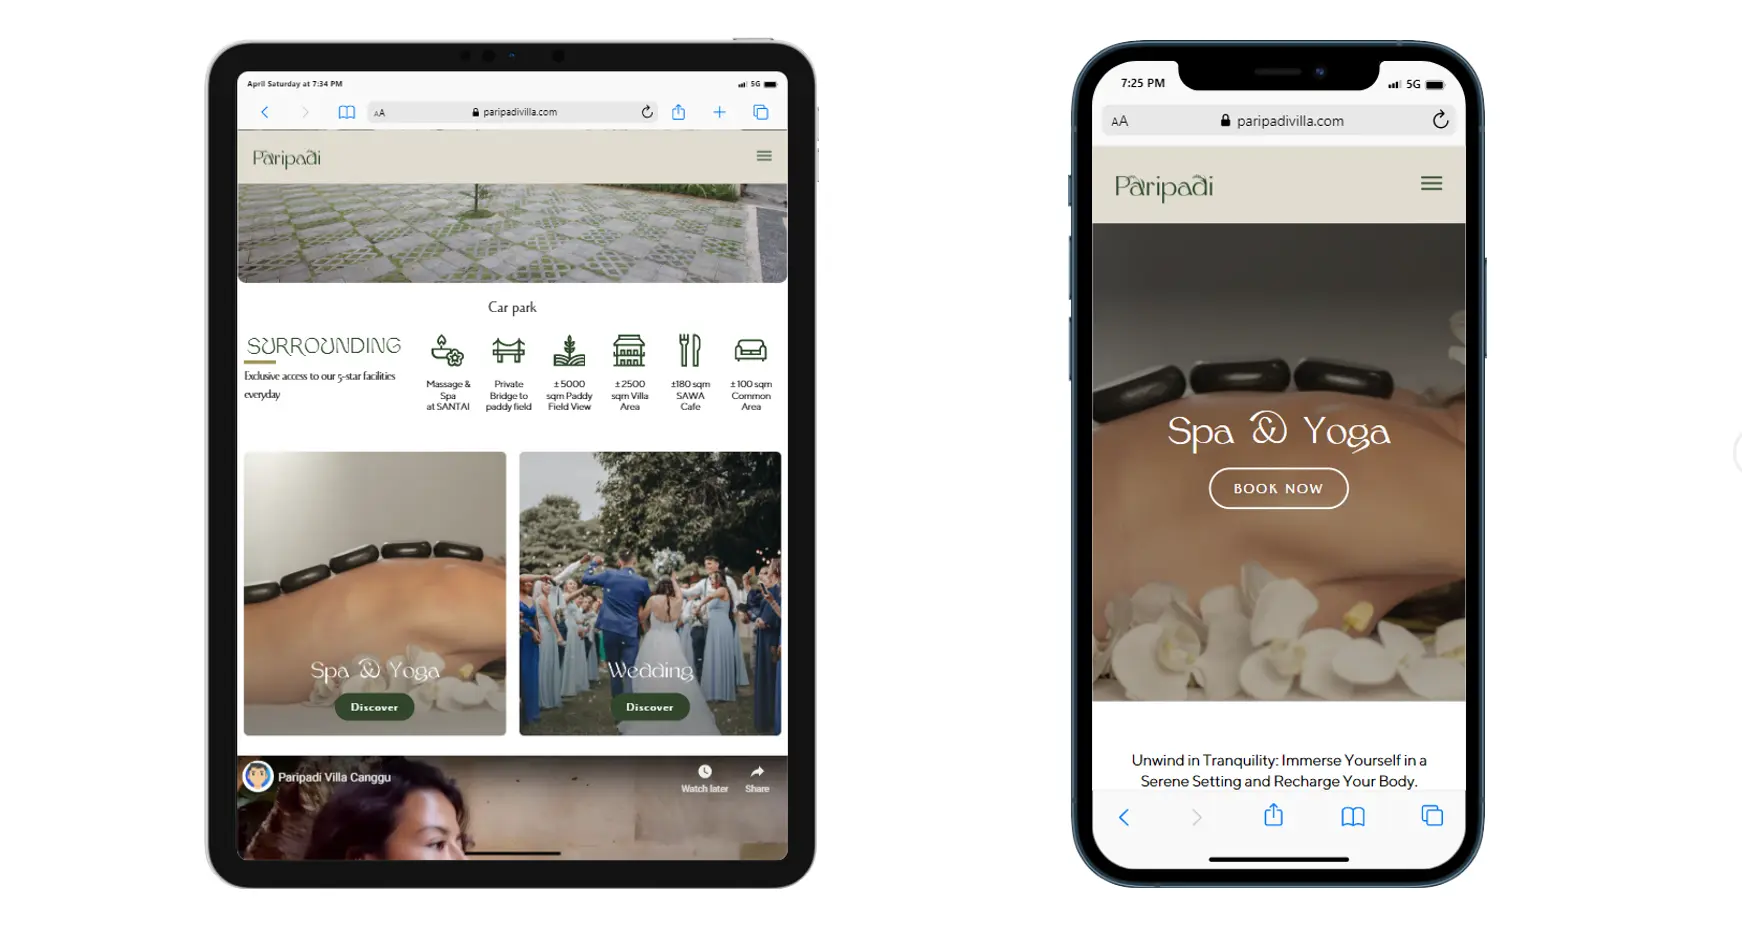 April Saturday at 7:34 PM
5G
AA
paripadivilla.com
Paripadi
Car park
SURROUNDING
Exclusive access to our 5-star facilities
everyday
Massage &
Spa
at SANTAI
Private
Bridge to
paddy field
±5000
sqm Paddy
Field View
±2500
sqm Villa
Area
±180 sqm
SAWA
Cafe
±100 sqm
Common
Area
Spa & Yoga
Discover
Wedding
Discover
Paripadi Villa Canggu
Watch later
Share
7:25 PM
5G
AA
paripadivilla.com
Paripadi
Spa & Yoga
BOOK NOW
Unwind in Tranquility: Immerse Yourself in a
Serene Setting and Recharge Your Body.